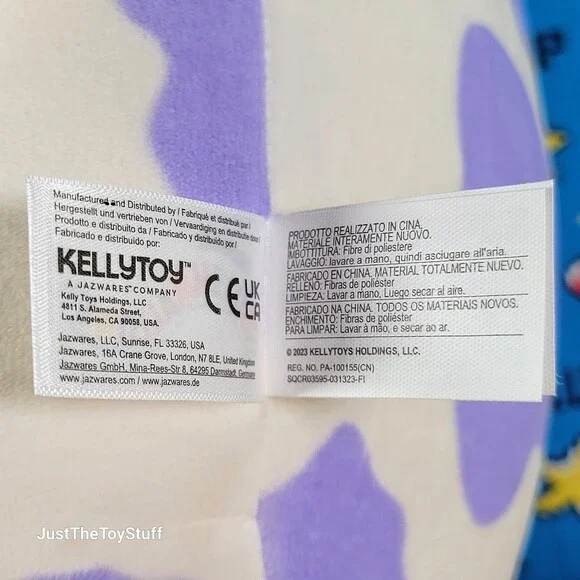 Manufactured and Distributed by / Fabriqué et distribué par /
Hergestellt und vertrieben von / Vervaardiging en distributie door /
Prodotto e distribuito da / Fabricado y distribuido por /
Fabricado e distribuido por:
KELLYTOY™
A JAZWARES® COMPANY
CE UK CA
Kelly Toys Holdings, LLC
4811 S. Alameda Street,
Los Angeles, CA 90058, USA.
Jazwares, LLC, Sunrise, FL 33326, USA
Jazwares, 16A Crane Grove, London, N7 8LE, United Kingdom
Jazwares GmbH, Mina-Rees-Str 8, 64295 Darmstadt, Germany
www.jazwares.com / www.jazwares.com/
PRODOTTO REALIZZATO IN CINA.
MATERIALE INTERAMENTE NUOVO.
IMBOTTITURA: Fibre di poliestere
LAVAGGIO: lavare a mano, quindi asciugare all'aria.
FABRICADO EN CHINA. MATERIAL TOTALMENTE NUEVO.
RELLENO: Fibras de poliéster
LIMPIEZA: Lavar a mano, Luego secar al aire.
FABRICADO NA CHINA. TODOS OS MATERIAIS NOVOS.
ENCHIMENTO: Fibras de poliéster
PARA LIMPAR: Lavar à mão, e secar ao ar.
© 2023 KELLYTOYS HOLDINGS, LLC.
REG. NO. PA-100155(CN)
SQCR03595-031323-FI
JustTheToyStuff